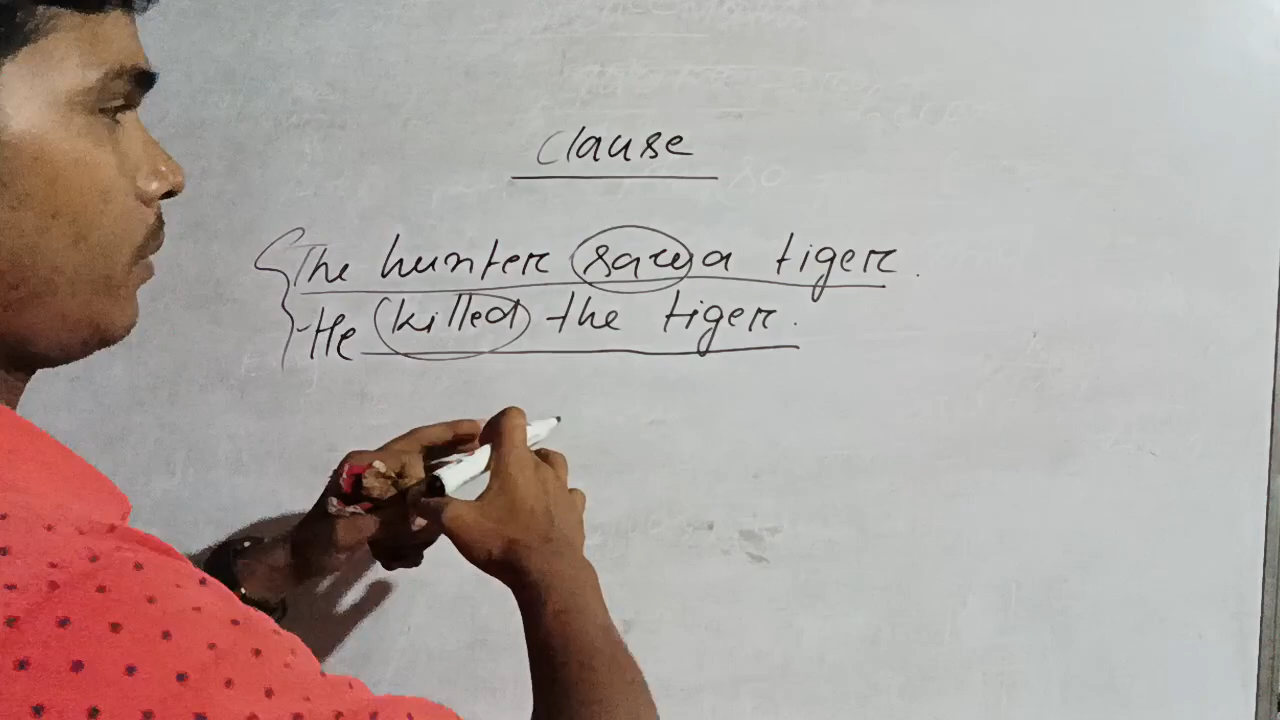 Clause
The hunter saw a tiger.
He killed the tiger.